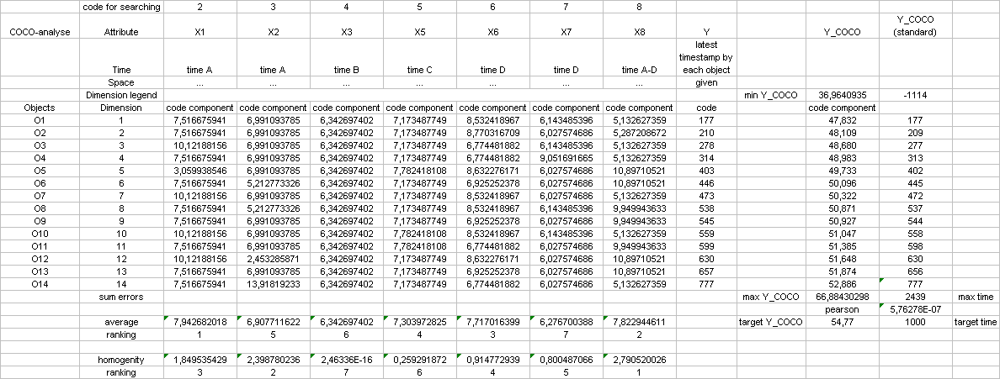 code for searching 2 3 4 5 6 7 8
Y_COCO
COCO-analyse Attribute X1 X2 X3 X5 X6 X7 X8 Y Y_COCO (standard)
latest
timestamp by
Time time A time A time B time C time D time D time A-D each object
Space ... ... ... ... ... ... ... given
Dimension legend min Y_COCO 36,9640935 -1114
Objects Dimension code component code component code component code component code component code component code component code code component
O1 1 7,516675941 6,991093785 6,342697402 7,173487749 8,532418967 6,143485396 5,132627359 177 47,832 177
O2 2 7,516675941 6,991093785 6,342697402 7,173487749 8,770316709 6,027574686 5,287208672 210 48,109 209
O3 3 10,12188156 6,991093785 6,342697402 7,173487749 6,774481882 6,143485396 5,132627359 278 48,680 277
O4 4 7,516675941 6,991093785 6,342697402 7,173487749 6,774481882 9,051691665 5,132627359 314 48,983 313
O5 5 3,059938546 6,991093785 6,342697402 7,782418108 8,632276171 6,027574686 10,89710521 403 49,733 402
O6 6 7,516675941 5,212773326 6,342697402 7,173487749 6,925252378 6,027574686 10,89710521 446 50,096 445
O7 7 10,12188156 6,991093785 6,342697402 7,173487749 8,532418967 6,027574686 5,132627359 473 50,322 472
O8 8 7,516675941 5,212773326 6,342697402 7,173487749 8,532418967 6,143485396 9,949943633 538 50,871 537
O9 9 7,516675941 6,991093785 6,342697402 7,173487749 6,925252378 6,027574686 9,949943633 545 50,927 544
O10 10 10,12188156 6,991093785 6,342697402 7,782418108 8,532418967 6,143485396 5,132627359 559 51,047 558
O11 11 7,516675941 6,991093785 6,342697402 7,782418108 6,774481882 6,027574686 9,949943633 599 51,385 598
O12 12 10,12188156 2,453285871 6,342697402 7,173487749 8,632276171 6,027574686 10,89710521 630 51,648 630
O13 13 7,516675941 6,991093785 6,342697402 7,173487749 6,925252378 6,027574686 10,89710521 657 51,874 656
O14 14 7,516675941 13,91819233 6,342697402 7,173487749 6,774481882 6,027574686 5,132627359 777 52,886 777
sum errors max Y_COCO 66,88430298 2439 max time
pearson 5,76278E-07
average 7,942682018 6,907711622 6,342697402 7,303972825 7,717016399 6,276700388 7,822944611 target Y_COCO 54,77 1000 target time
ranking 1 5 6 4 3 7 2
homogenity 1,849535429 2,398780236 2,46336E-16 0,259291872 0,914772939 0,800487066 2,790520026
ranking 3 2 7 6 4 5 1